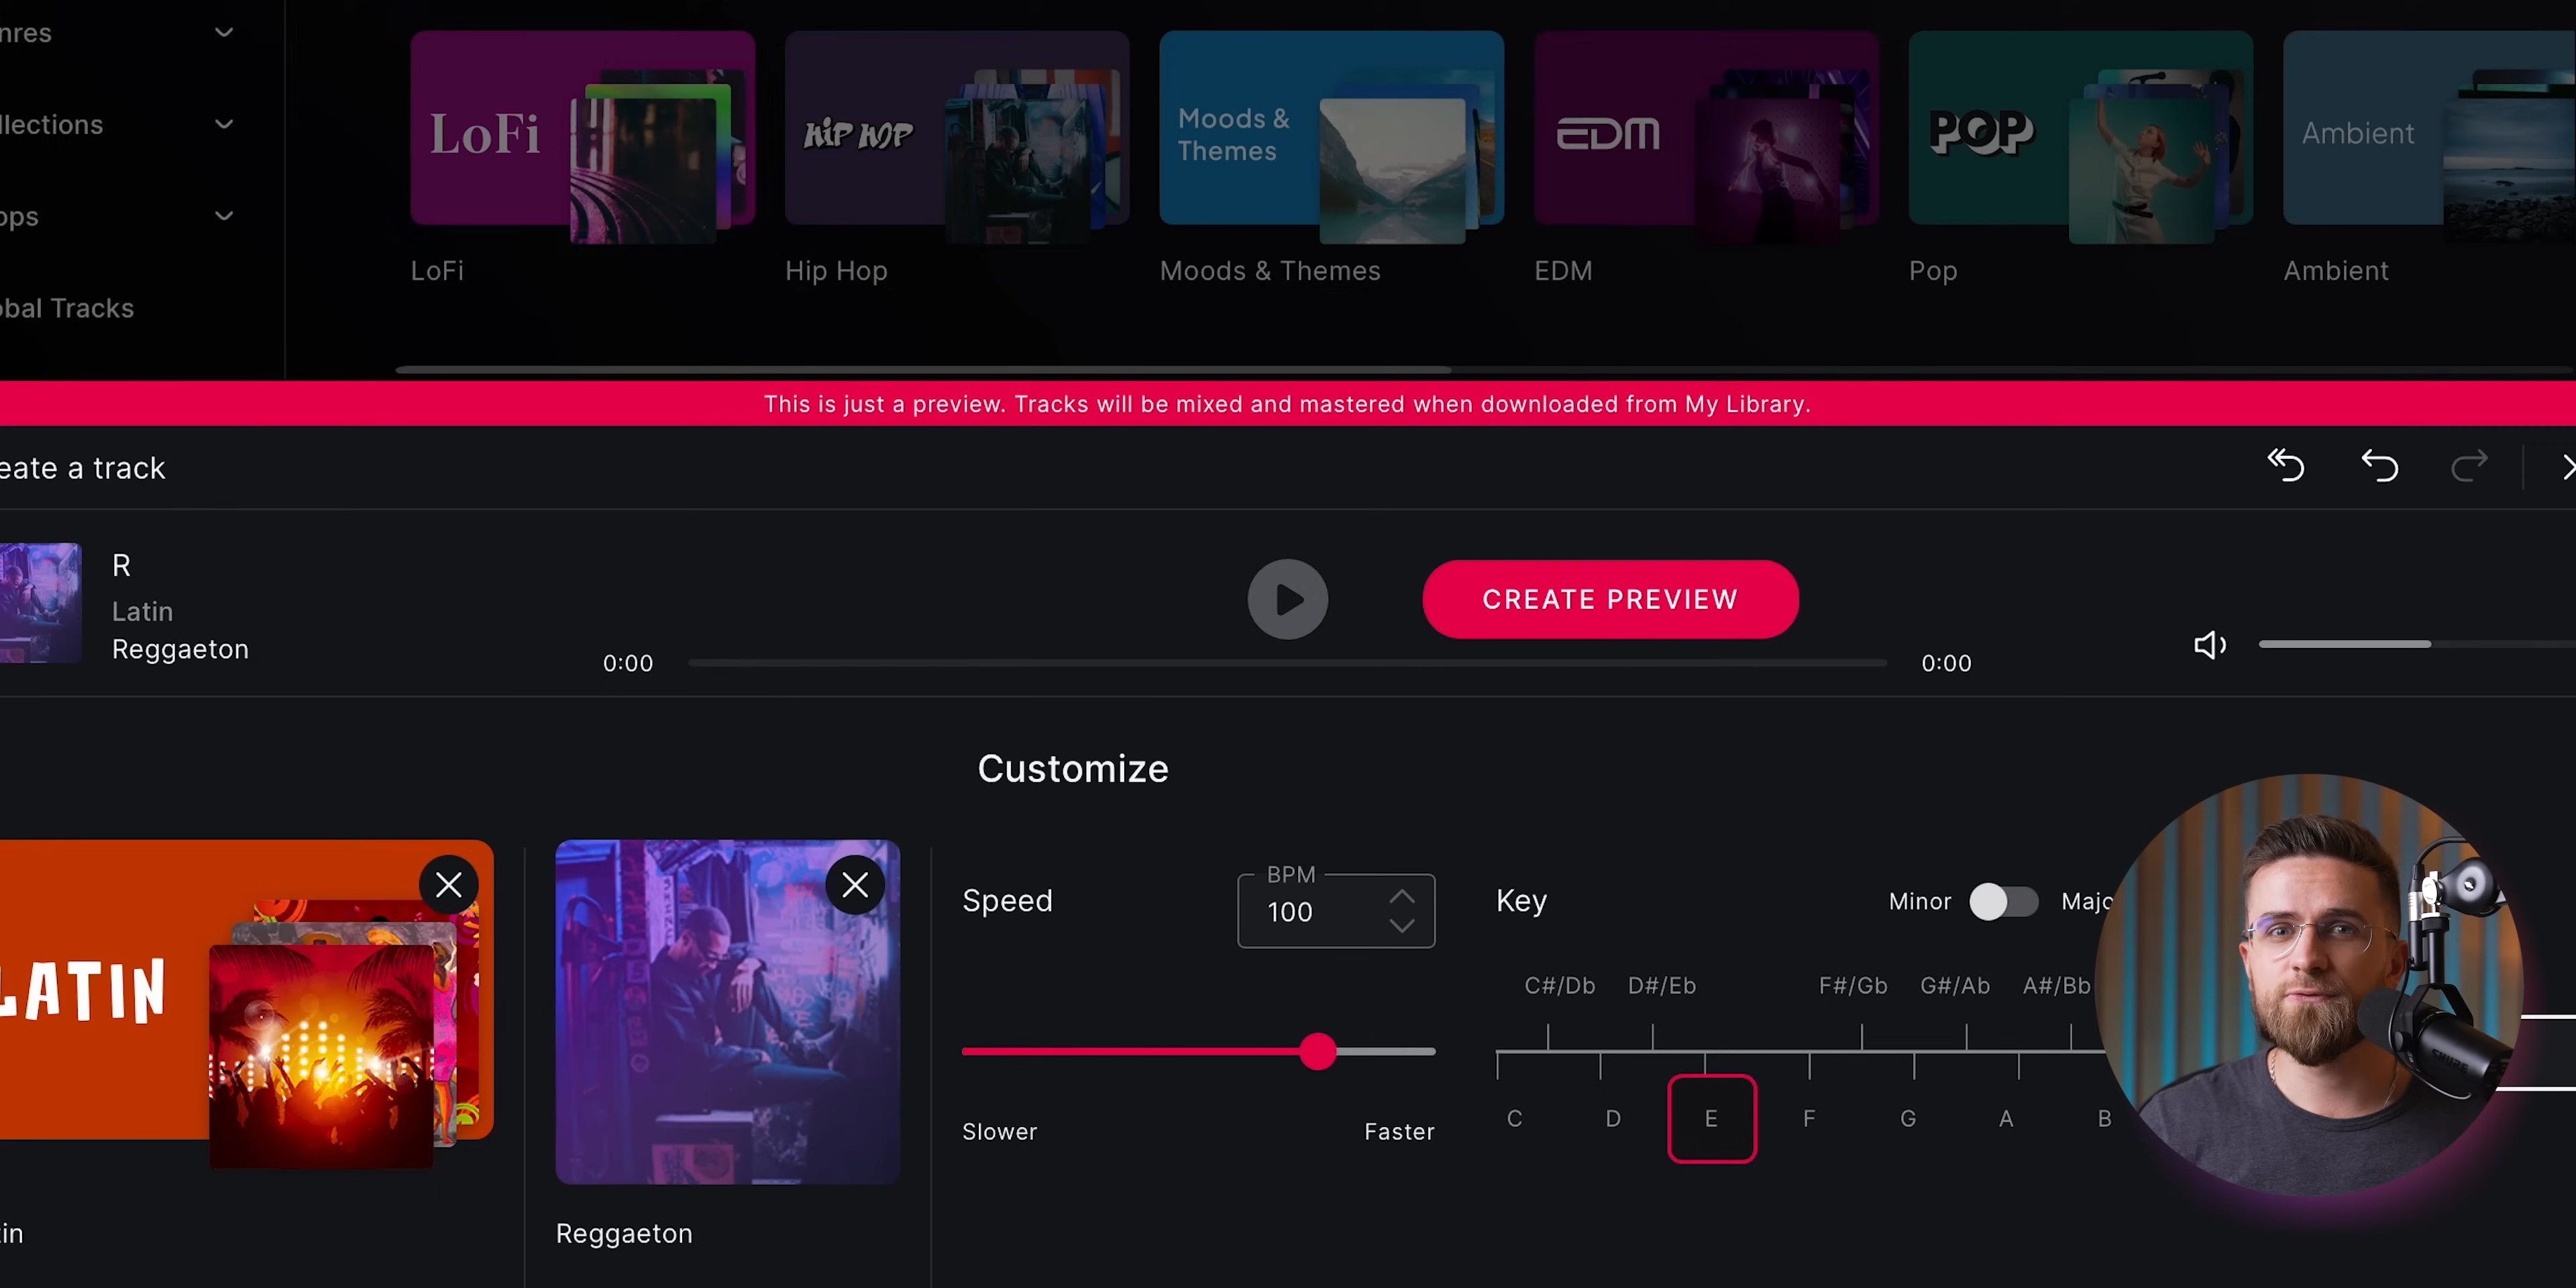 nres
llections
ops
obal Tracks
LoFi
HIP HOP
Moods &
Themes
EDM
POP
Ambient
LoFi
Hip Hop
Moods & Themes
EDM
Pop
Ambient
This is just a preview. Tracks will be mixed and mastered when downloaded from My Library.
eate a track
R
Latin
Reggaeton
CREATE PREVIEW
0:00
0:00
Customize
LATIN
Speed
BPM
100
Key
Minor
Majo
C#/Db D#/Eb F#/Gb G#/Ab A#/Bb
C D E F G A B
Slower
Faster
tin
Reggaeton
SHURE